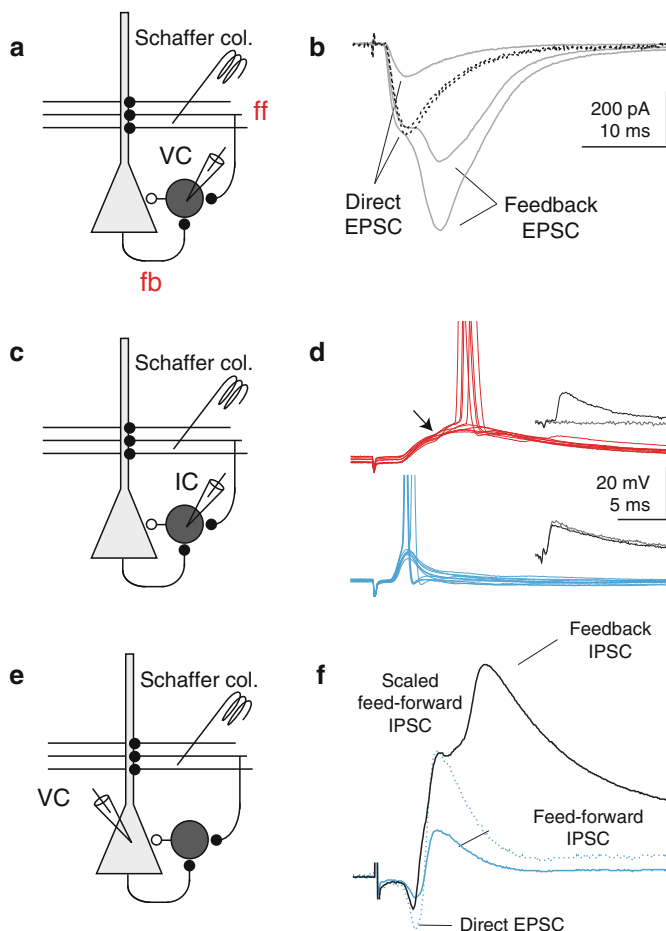 a
Schaffer col.
ff
VC
fb
b
200 pA
10 ms
Direct
EPSC
Feedback
EPSC
c
Schaffer col.
IC
d
20 mV
5 ms
e
Schaffer col.
VC
f
Feedback
IPSC
Scaled
feed-forward
IPSC
Feed-forward
IPSC
Direct EPSC